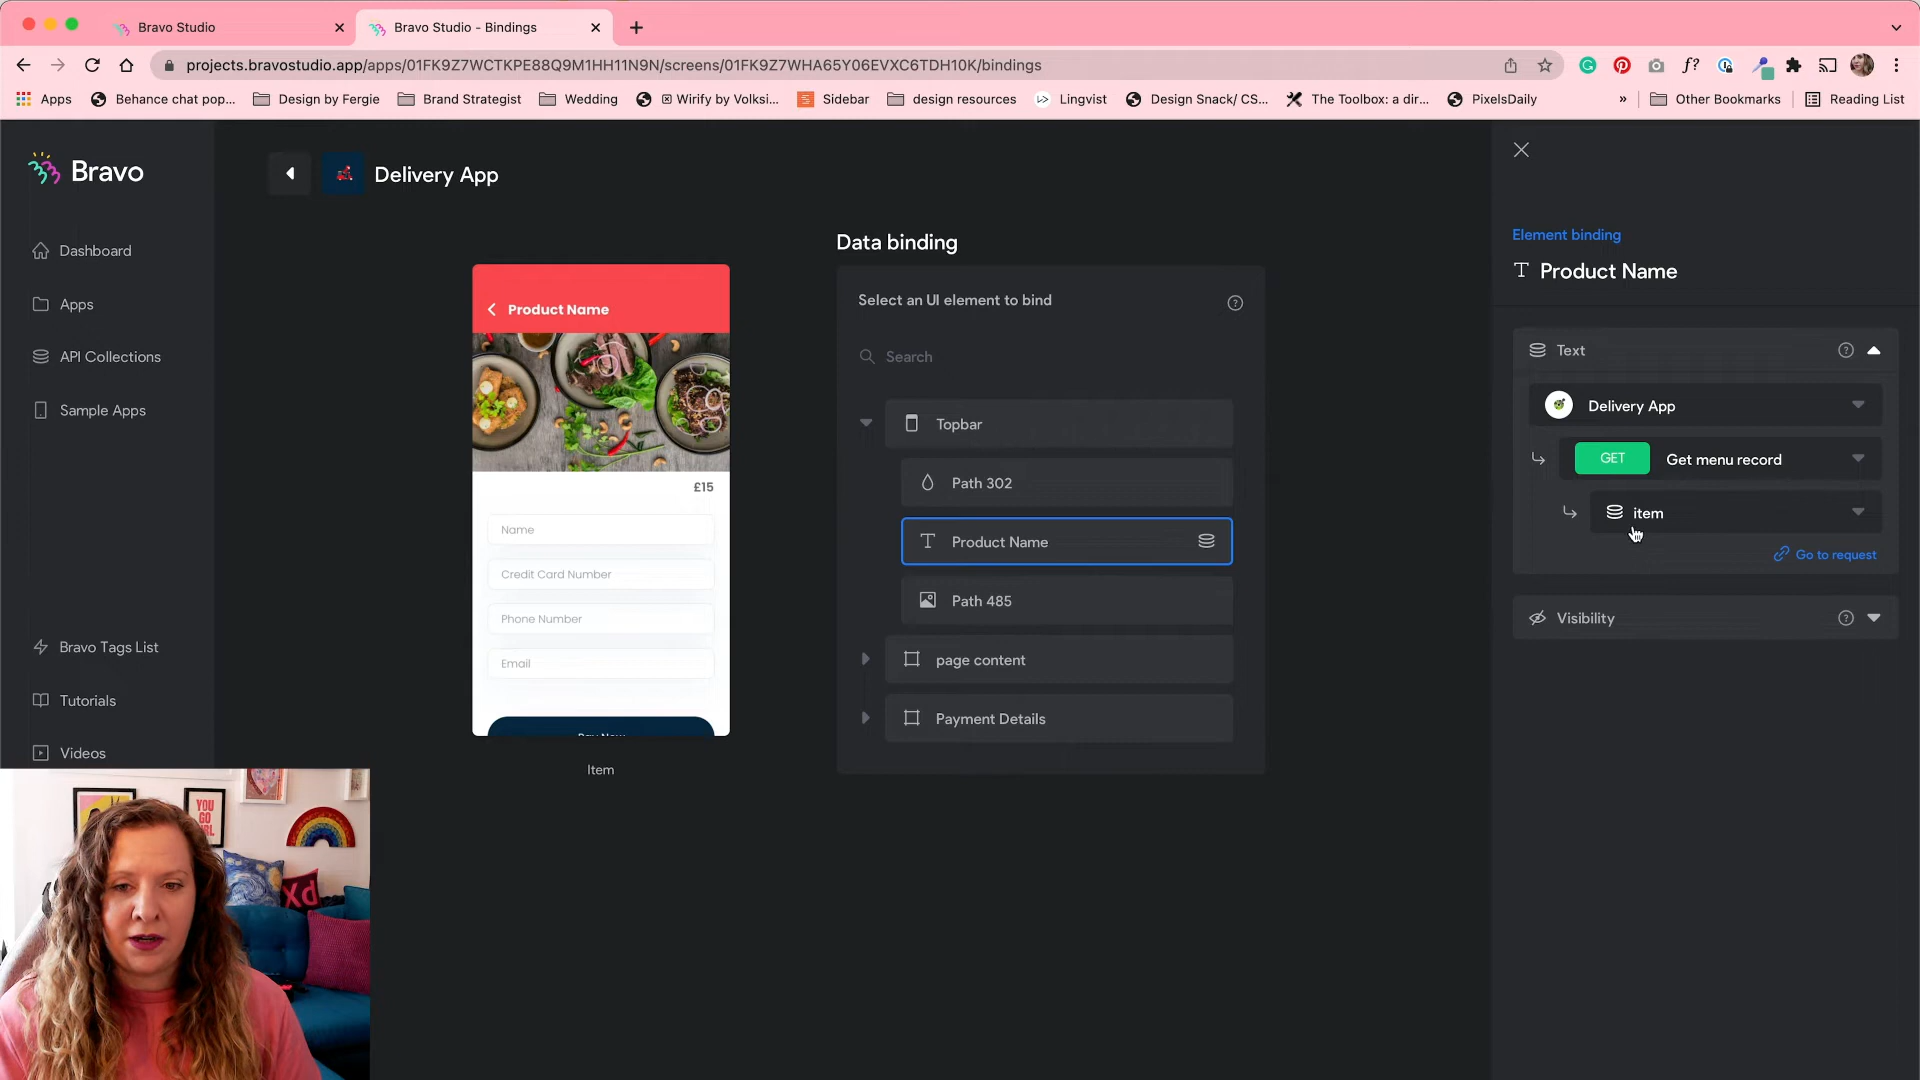 Bravo Studio
Bravo Studio - Bindings
projects.bravostudio.app/apps/01FK9Z7WCTKPE88Q9M1HH11N9N/screens/01FK9Z7WHA65Y06EVXC6TDH10K/bindings
Apps
Behance chat pop...
Design by Fergie
Brand Strategist
Wedding
Wirify by Volksi...
Sidebar
design resources
Lingvist
Design Snack/ CS...
The Toolbox: a dir...
PixelsDaily
»
Other Bookmarks
Reading List
Bravo
Dashboard
Apps
API Collections
Sample Apps
Bravo Tags List
Tutorials
Videos
Delivery App
Product Name
£15
Name
Credit Card Number
Phone Number
Email
Pay Now
Item
Data binding
Select an UI element to bind
Search
Topbar
Path 302
Product Name
Path 485
page content
Payment Details
Element binding
Product Name
Text
Delivery App
GET Get menu record
item
Go to request
Visibility
YOU
GO
GIRL
Xd